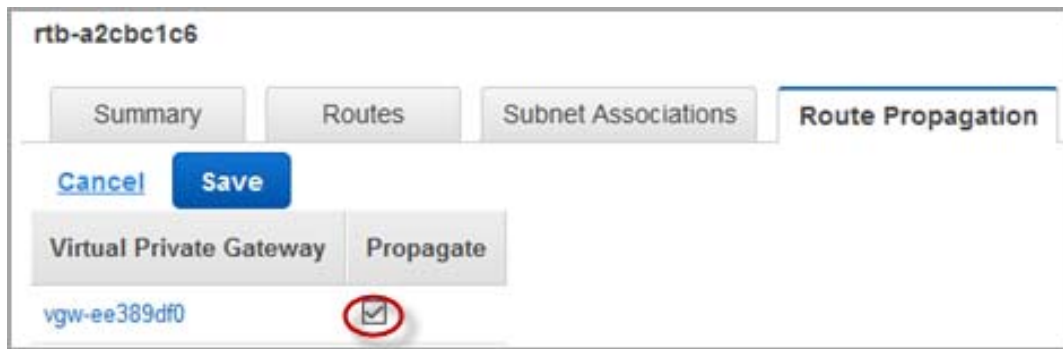 rtb-a2cbc1c6
Summary Routes Subnet Associations Route Propagation
Cancel Save
Virtual Private Gateway Propagate
vgw-ee389df0